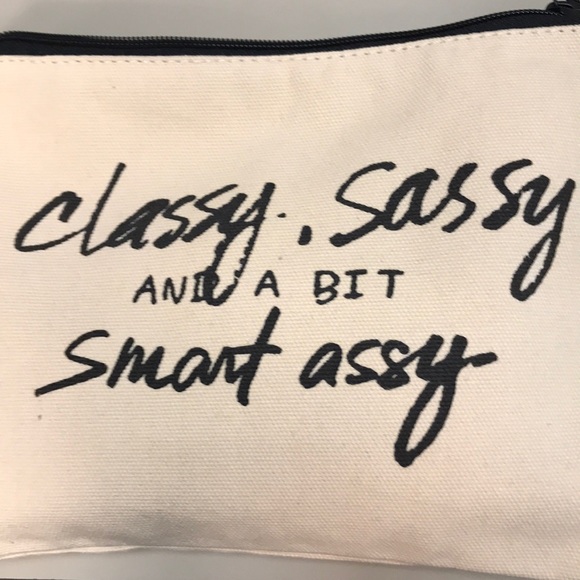 classy, sassy
AND A BIT
smart assy